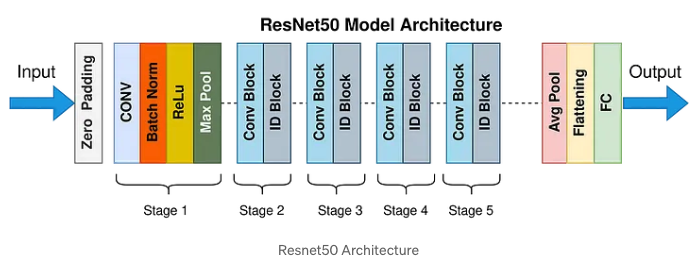 ResNet50 Model Architecture
Input
Zero Padding
CONV
Batch Norm
ReLu
Max Pool
Conv Block
ID Block
Conv Block
ID Block
Conv Block
ID Block
Conv Block
ID Block
Avg Pool
Flattening
FC
Output
Stage 1
Stage 2
Stage 3
Stage 4
Stage 5
Resnet50 Architecture